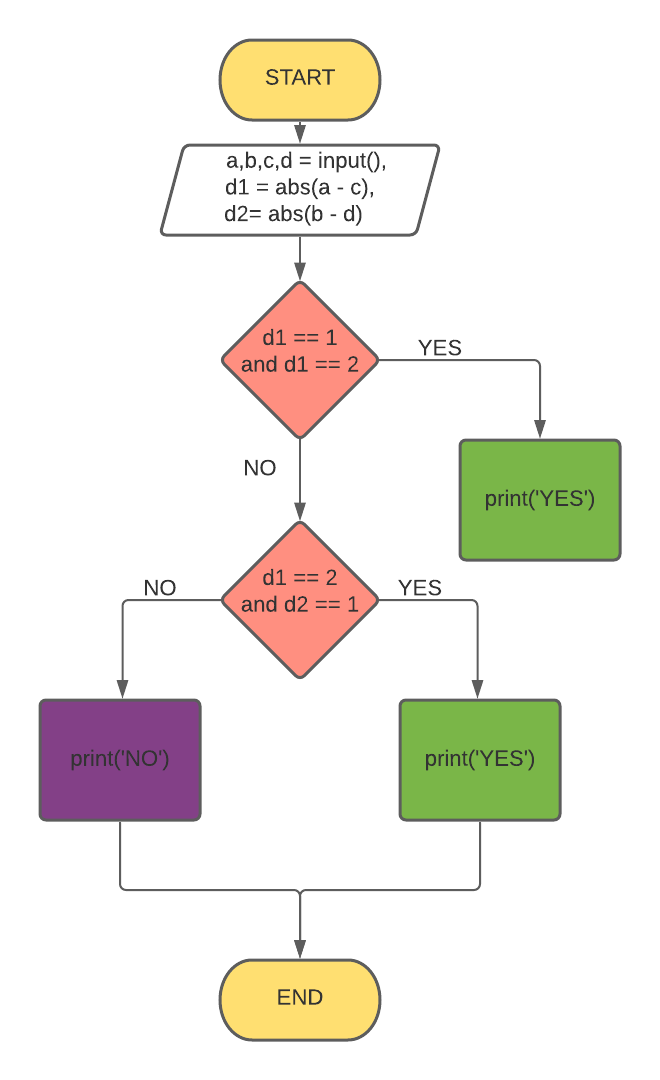 START
a,b,c,d = input(),
d1 = abs(a - c),
d2= abs(b - d)
d1 == 1
and d1 == 2
YES
NO
print('YES')
d1 == 2
and d2 == 1
NO
YES
print('NO')
print('YES')
END